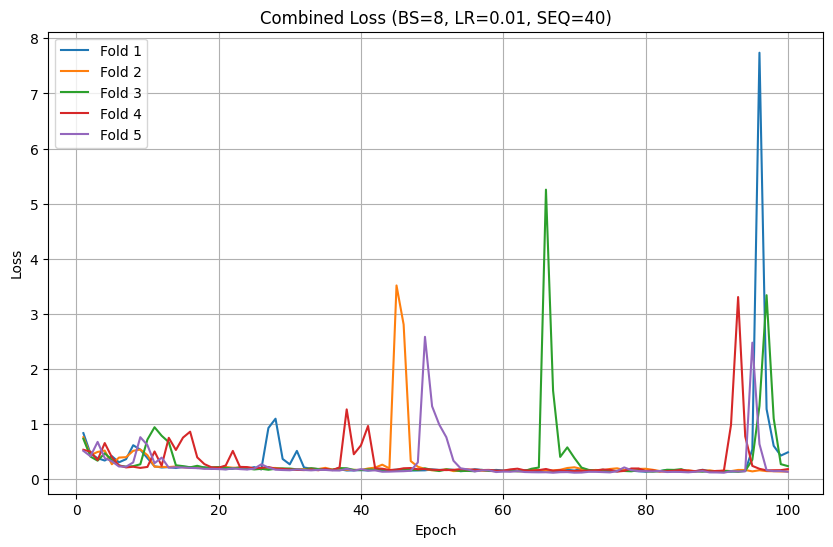 Combined Loss (BS=8, LR=0.01, SEQ=40)
Fold 1
Fold 2
Fold 3
Fold 4
Fold 5
Loss
8
7
6
5
4
3
2
1
0
0 20 40 60 80 100
Epoch